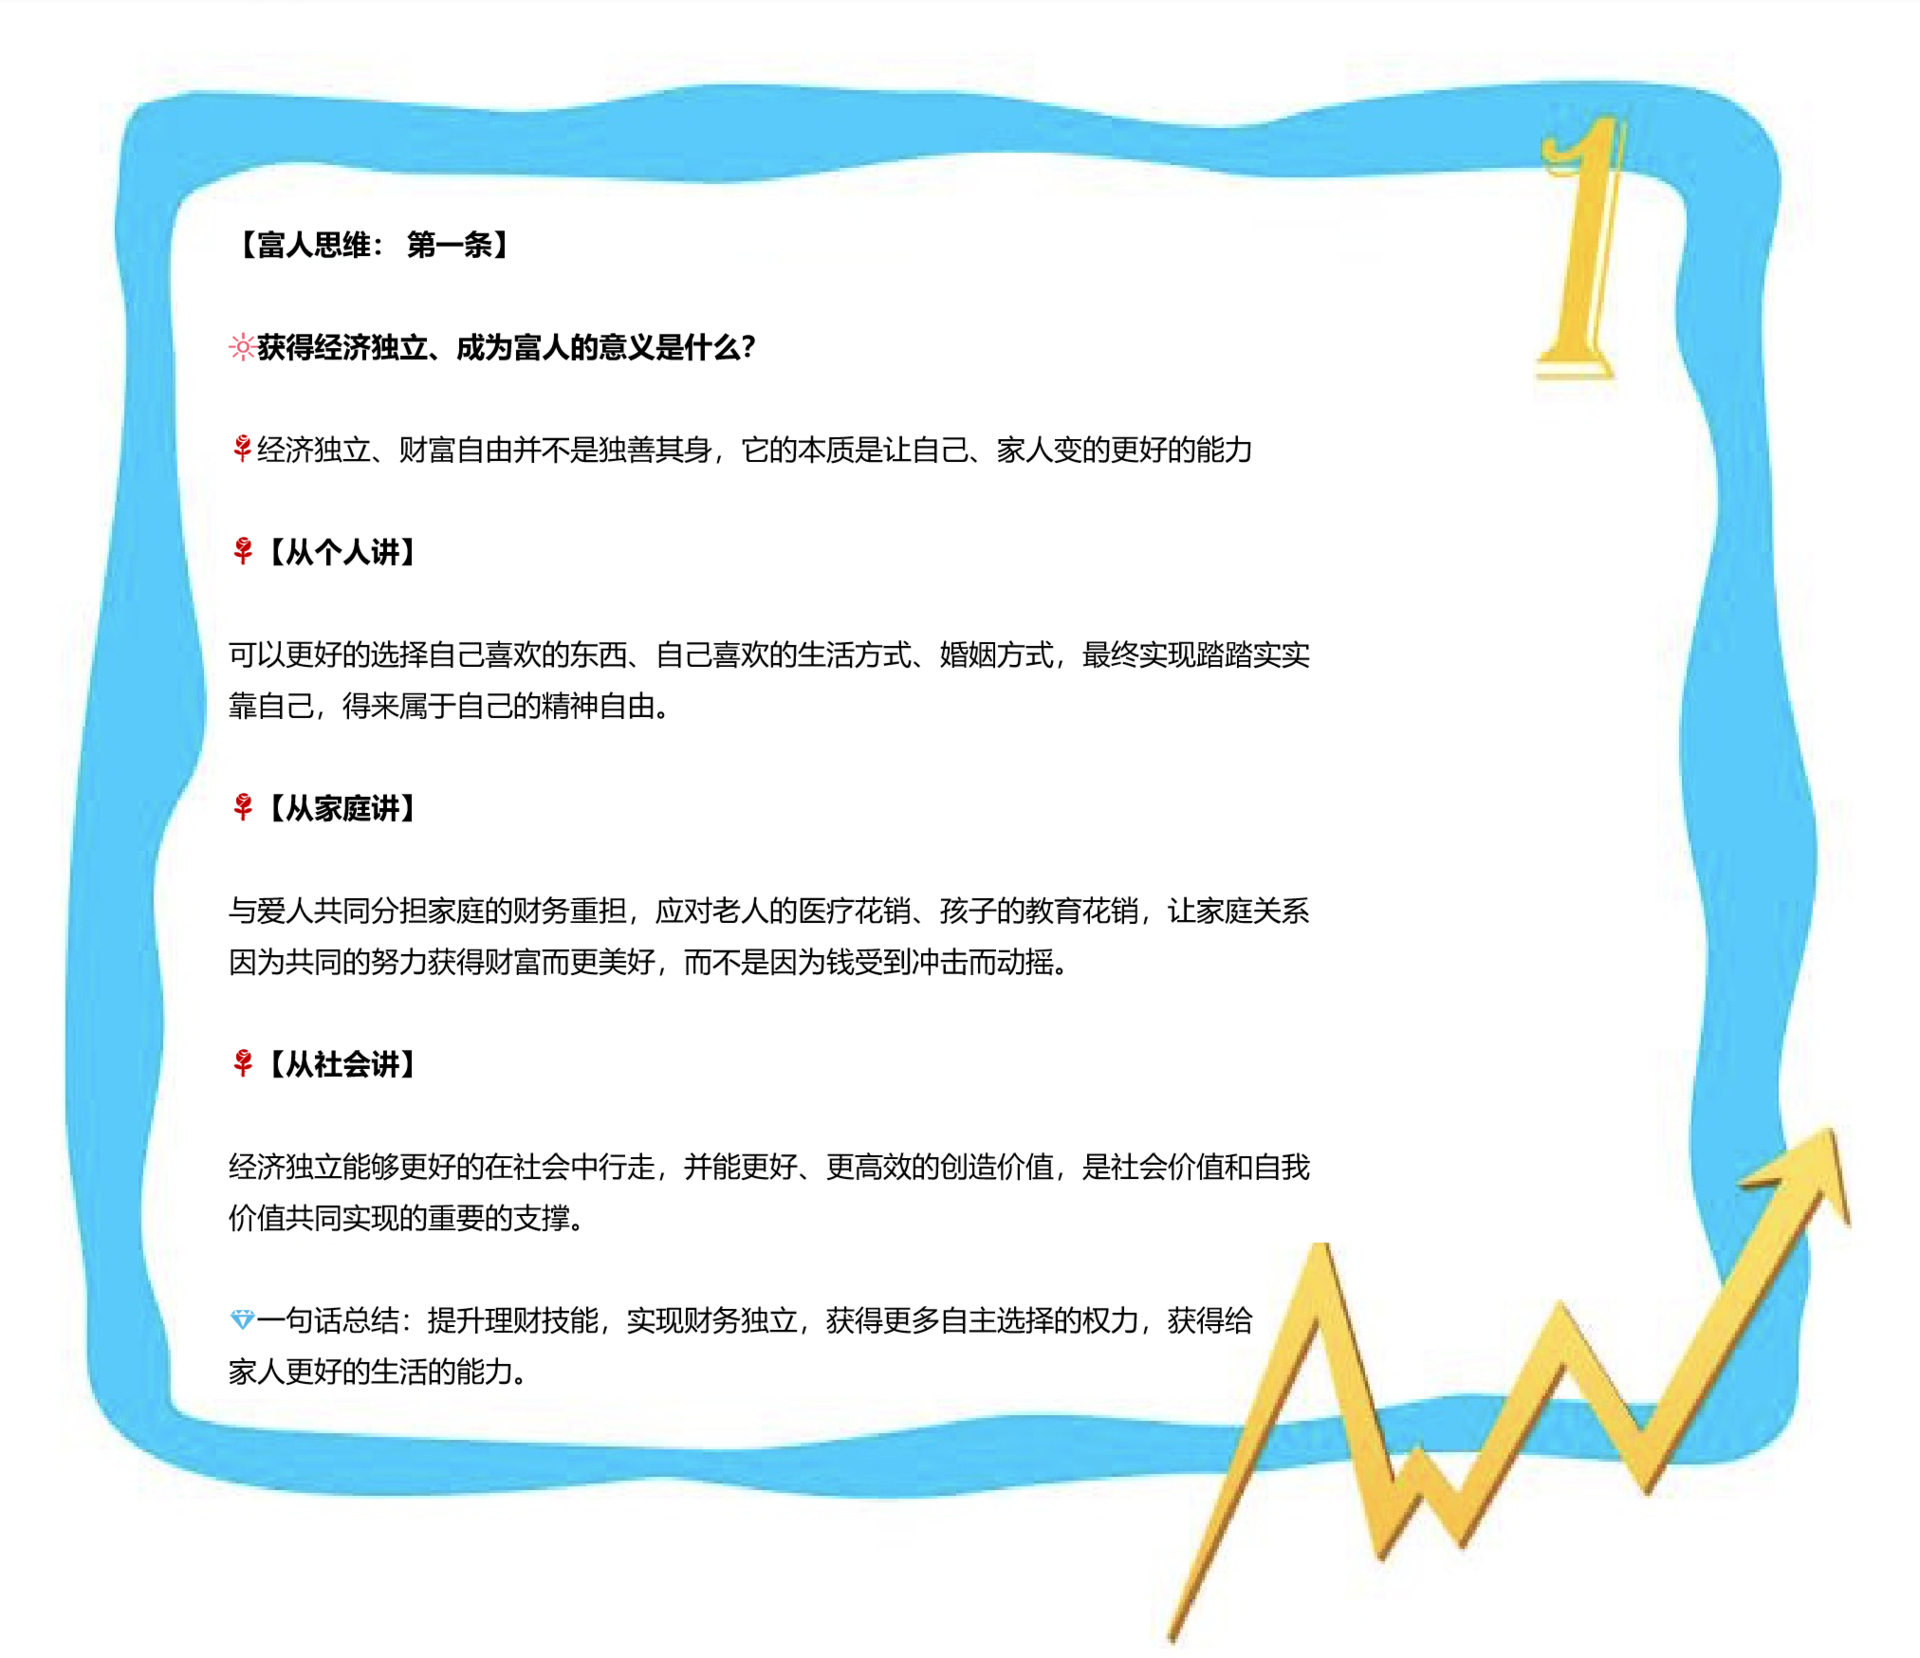 1
【富人思维： 第一条】
🔆获得经济独立、成为富人的意义是什么？
🌹经济独立、财富自由并不是独善其身，它的本质是让自己、家人变的更好的能力
🌹【从个人讲】
可以更好的选择自己喜欢的东西、自己喜欢的生活方式、婚姻方式，最终实现踏踏实实
靠自己，得来属于自己的精神自由。
🌹【从家庭讲】
与爱人共同分担家庭的财务重担，应对老人的医疗花销、孩子的教育花销，让家庭关系
因为共同的努力获得财富而更美好，而不是因为钱受到冲击而动摇。
🌹【从社会讲】
经济独立能够更好的在社会中行走，并能更好、更高效的创造价值，是社会价值和自我
价值共同实现的重要的支撑。
💎一句话总结：提升理财技能，实现财务独立，获得更多自主选择的权力，获得给
家人更好的生活的能力。